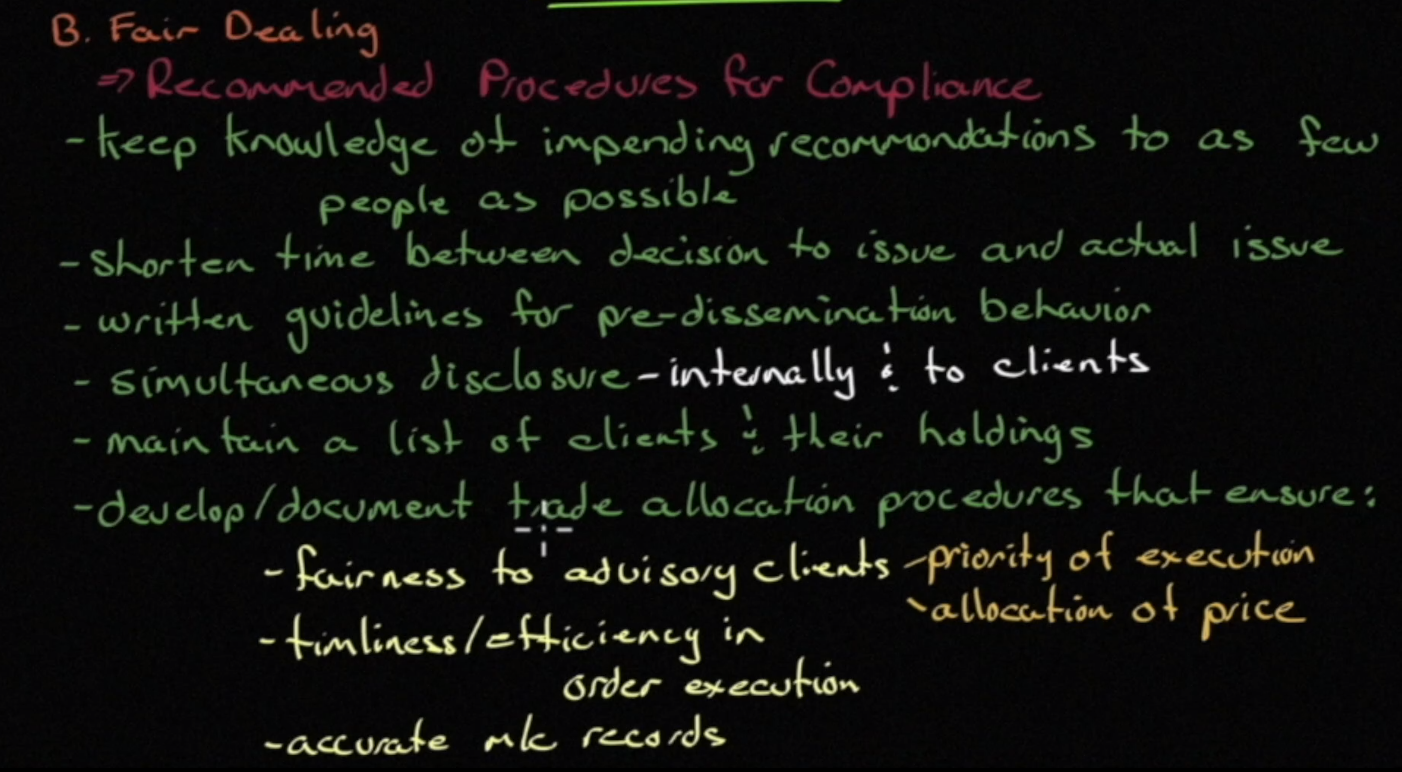 B. Fair Dealing
⇒ Recommended Procedures for Compliance
- keep knowledge of impending recommondations to as few
people as possible
- shorten time between decision to issue and actual issue
- written guidelines for pre-dissemination behavior
- simultaneous disclosure - internally & to clients
- maintain a list of clients & their holdings
- develop/document trade allocation procedures that ensure:
- fairness to advisory clients - priority of execution
- allocation of price
- timliness/efficiency in
order execution
- accurate records